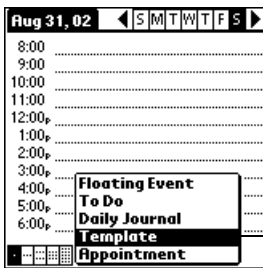 Aug 31, 02 S M T W T F S
8:00
9:00
10:00
11:00
12:00p
1:00p
2:00p
3:00p
4:00p
5:00p
6:00p
Floating Event
To Do
Daily Journal
Template
Appointment